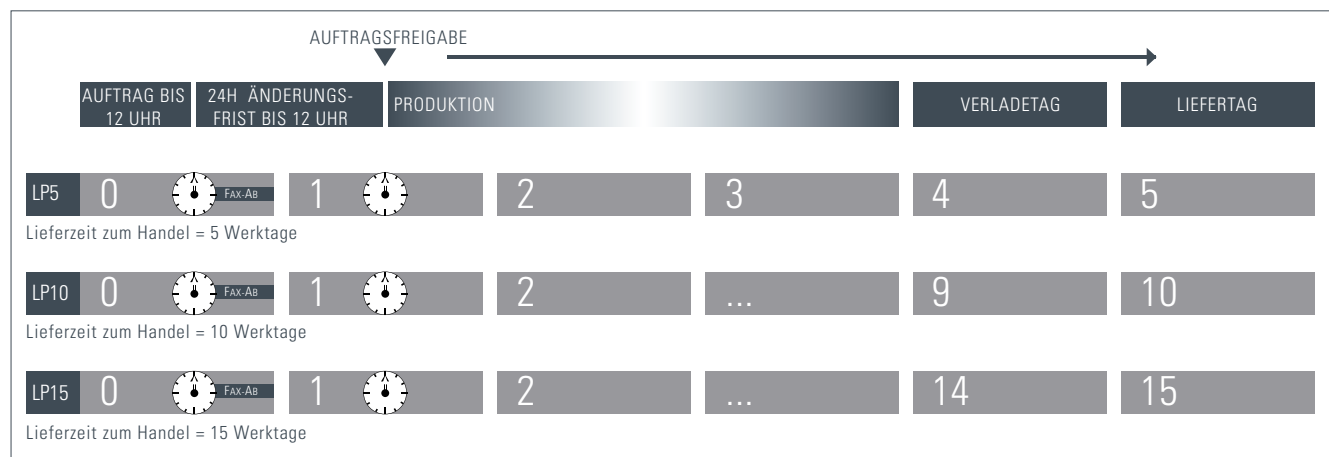 AUFTRAGSFREIGABE
AUFTRAG BIS
12 UHR
24H ÄNDERUNGS-
FRIST BIS 12 UHR
PRODUKTION
VERLADETAG
LIEFERTAG
LP5 0 FAX-AB 1 2 3 4 5
Lieferzeit zum Handel = 5 Werktage
LP10 0 FAX-AB 1 2 ... 9 10
Lieferzeit zum Handel = 10 Werktage
LP15 0 FAX-AB 1 2 ... 14 15
Lieferzeit zum Handel = 15 Werktage